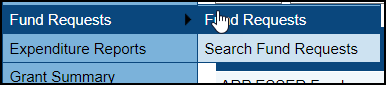 Fund Requests
Fund Requests
Expenditure Reports
Search Fund Requests
Grant Summary